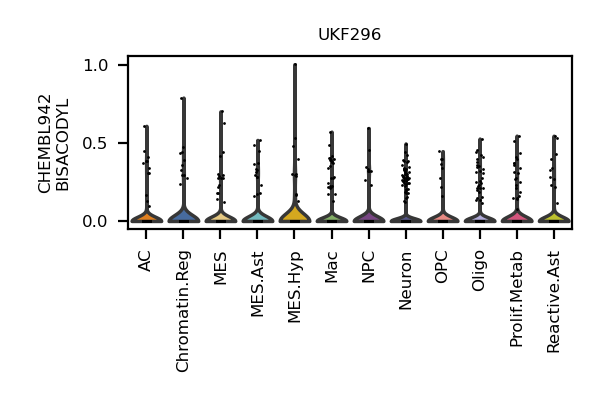 UKF296
CHEMBL942
BISACODYL
1.0
0.5
0.0
AC
Chromatin.Reg
MES
MES.Ast
MES.Hyp
Mac
NPC
Neuron
OPC
Oligo
Prolif.Metab
Reactive.Ast